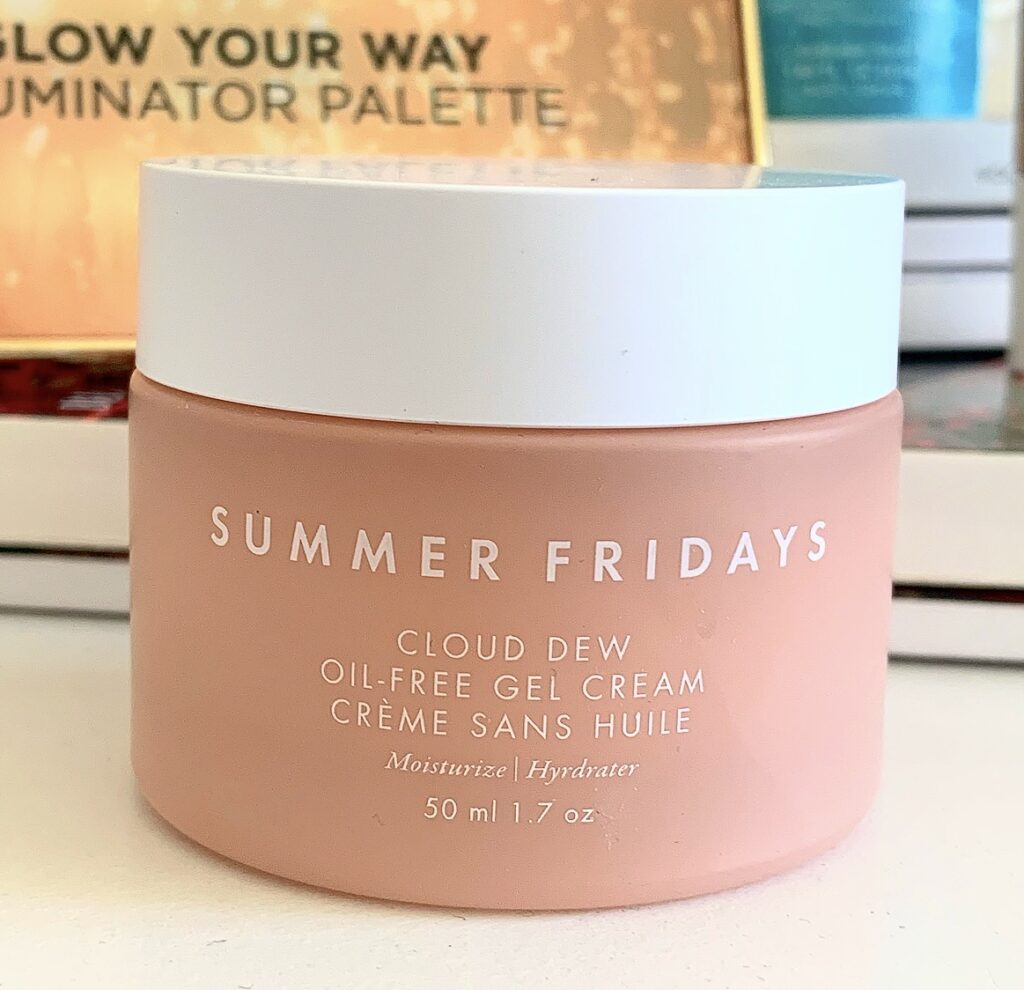 GLOW YOUR WAY
UMINATOR PALETTE
SUMMER FRIDAYS
CLOUD DEW
OIL-FREE GEL CREAM
CRÈME SANS HUILE
Moisturize | Hyrdrater
50 ml 1.7 oz